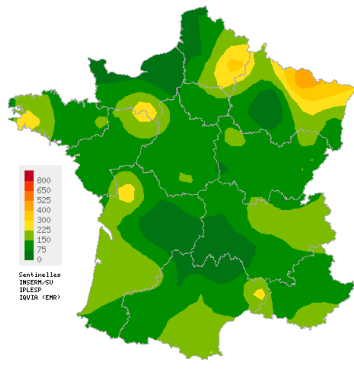 800
650
525
400
300
225
150
75
0
Sentinelles
INSERM/SU
IPLESP
IQVIA (EMR)